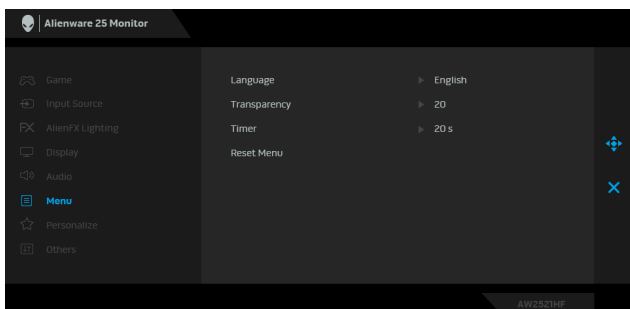 Alienware 25 Monitor
Game
Input Source
AlienFX Lighting
Display
Audio
Menu
Personalize
Others
Language English
Transparency 20
Timer 20 s
Reset Menu
AW2521HF